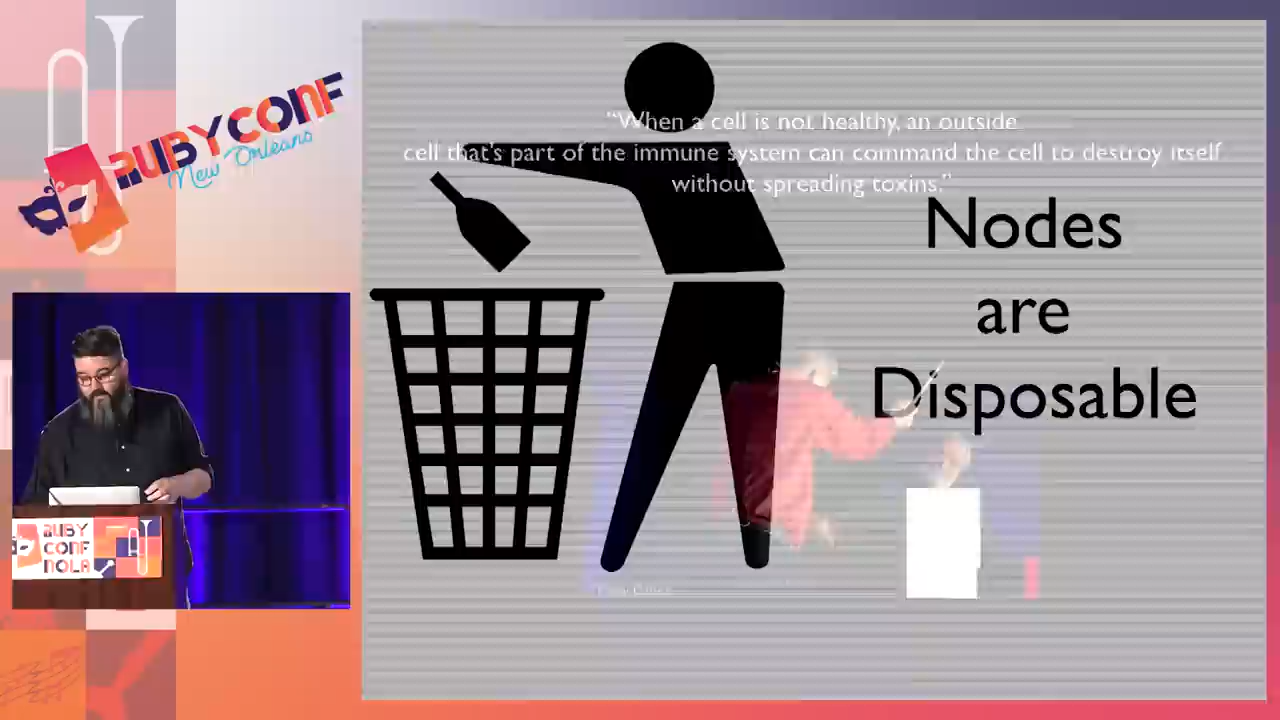 RUBYCONF
New Orleans
"When a cell is not healthy, an outside
cell that's part of the immune system can command the cell to destroy itself
without spreading toxins."
Nodes
are
Disposable
RUBY
CONF
NOLA